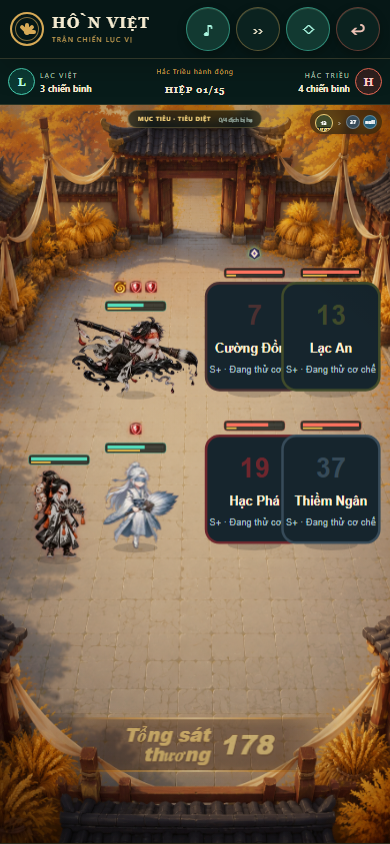 HỒN VIỆT
TRẬN CHIẾN LỤC VỊ
L
LẠC VIỆT
3 chiến binh
Hắc Triều hành động
HIỆP 01/15
HẮC TRIỀU
4 chiến binh
H
MỤC TIÊU · TIÊU DIỆT
0/4 địch bị hạ
13
37
7
Cường Đồ
S+ · Đang thử cơ
13
Lạc An
S+ · Đang thử cơ chế
19
Hạc Phá
S+ · Đang thử cơ
37
Thiềm Ngân
S+ · Đang thử cơ chế
Tổng sát thương 178